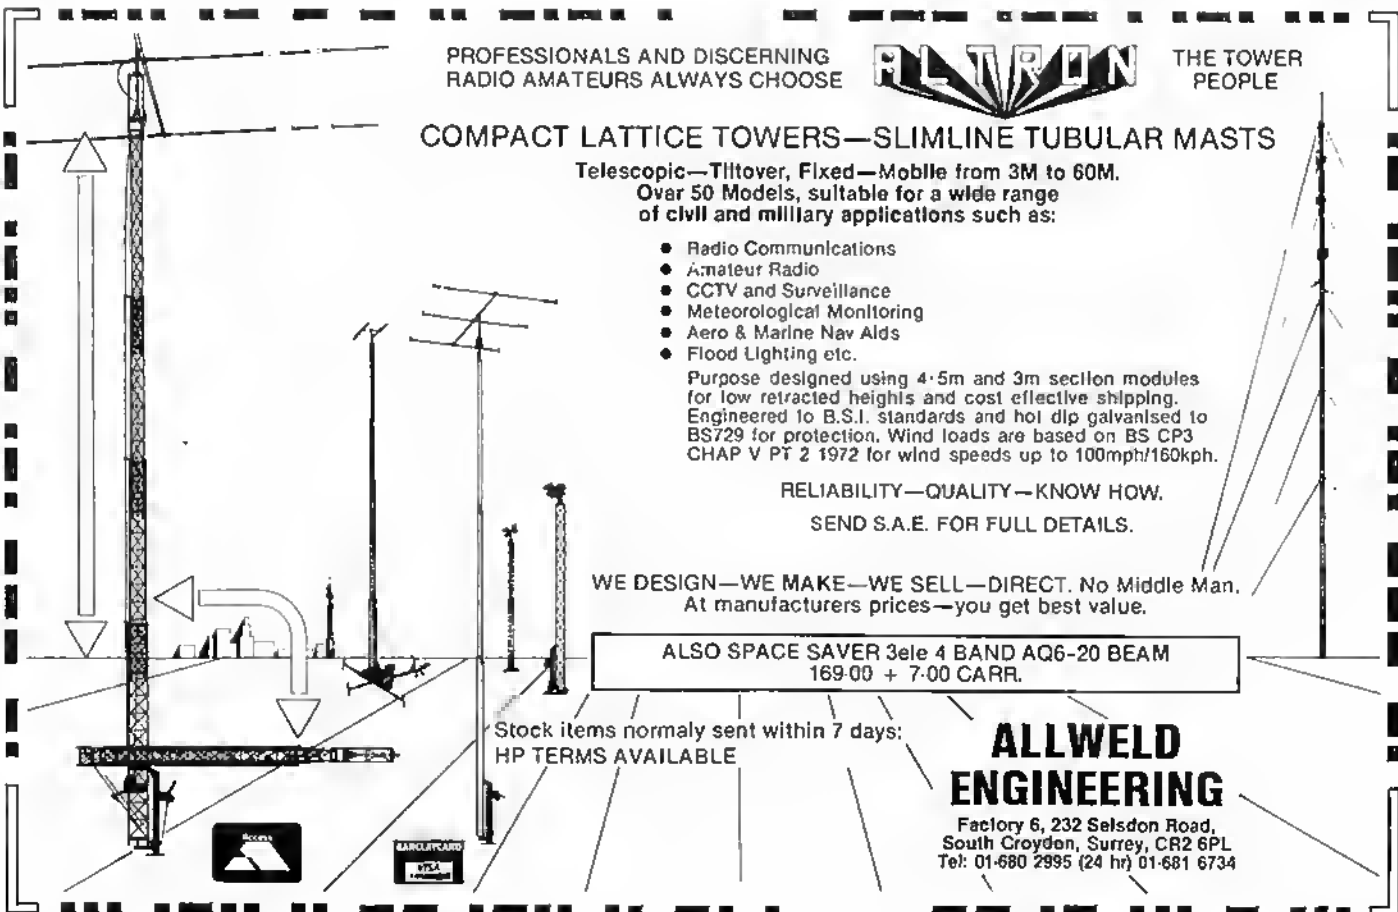 PROFESSIONALS AND DISCERNING
RADIO AMATEURS ALWAYS CHOOSE
ALTRON
THE TOWER
PEOPLE
COMPACT LATTICE TOWERS—SLIMLINE TUBULAR MASTS
Telescopic—Tiltover, Fixed—Mobile from 3M to 60M.
Over 50 Models, suitable for a wide range
of civil and military applications such as:
● Radio Communications
● Amateur Radio
● CCTV and Surveillance
● Meteorological Monitoring
● Aero & Marine Nav Aids
● Flood Lighting etc.
Purpose designed using 4·5m and 3m section modules
for low retracted heights and cost effective shipping.
Engineered to B.S.I. standards and hot dip galvanised to
BS729 for protection. Wind loads are based on BS CP3
CHAP V PT 2 1972 for wind speeds up to 100mph/160kph.
RELIABILITY—QUALITY—KNOW HOW.
SEND S.A.E. FOR FULL DETAILS.
WE DESIGN—WE MAKE—WE SELL—DIRECT. No Middle Man.
At manufacturers prices—you get best value.
ALSO SPACE SAVER 3ele 4 BAND AQ6-20 BEAM
169·00 + 7·00 CARR.
Stock items normaly sent within 7 days:
HP TERMS AVAILABLE
ALLWELD
ENGINEERING
Factory 6, 232 Selsdon Road,
South Croydon, Surrey, CR2 6PL
Tel: 01-680 2995 (24 hr) 01-681 6734
Access
BARCLAYCARD
VISA